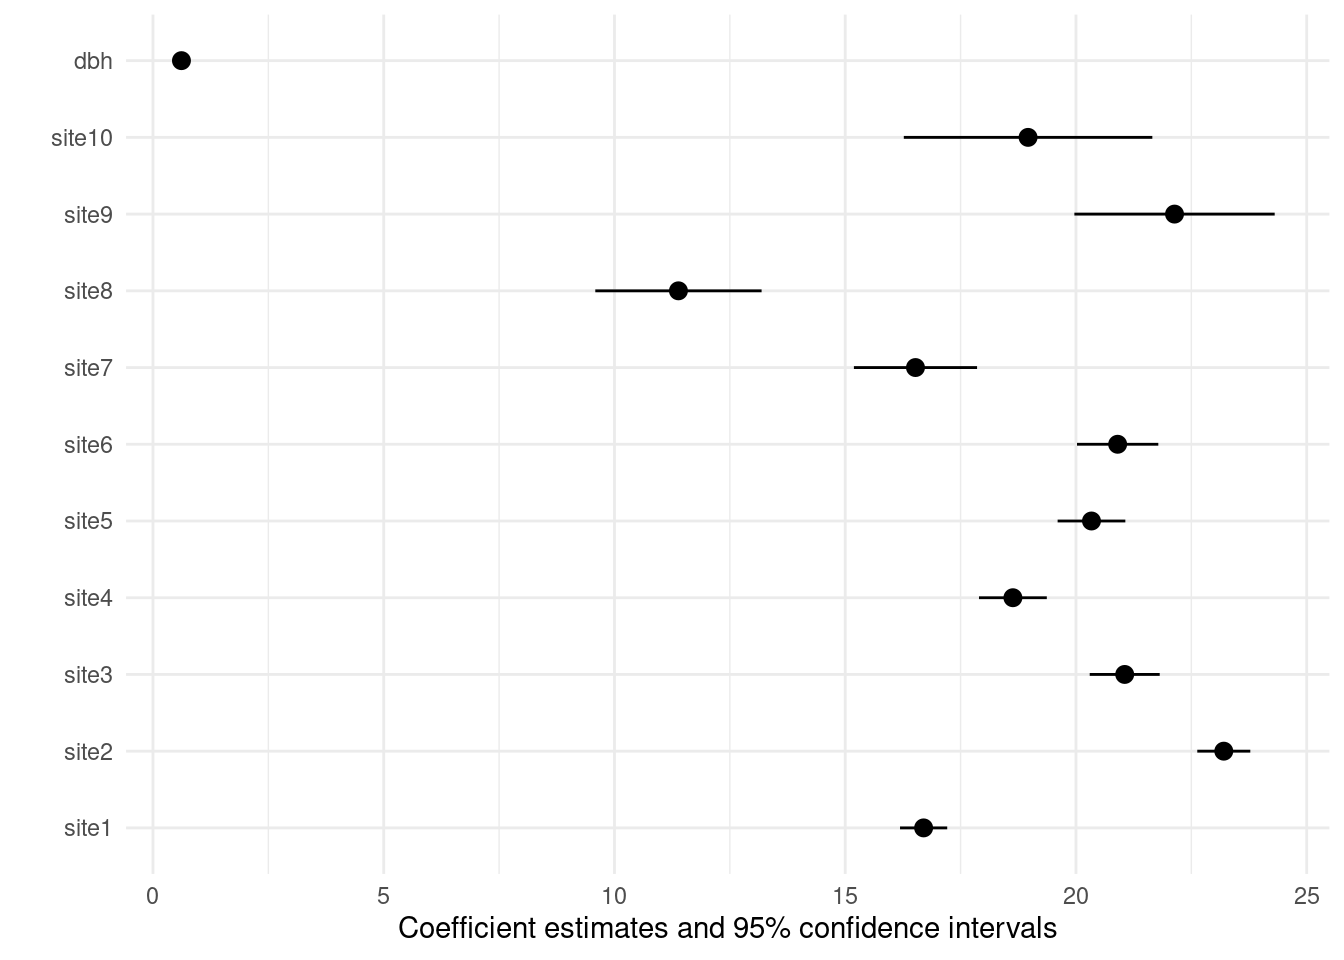 dbh
site10
site9
site8
site7
site6
site5
site4
site3
site2
site1
0 5 10 15 20 25
Coefficient estimates and 95% confidence intervals